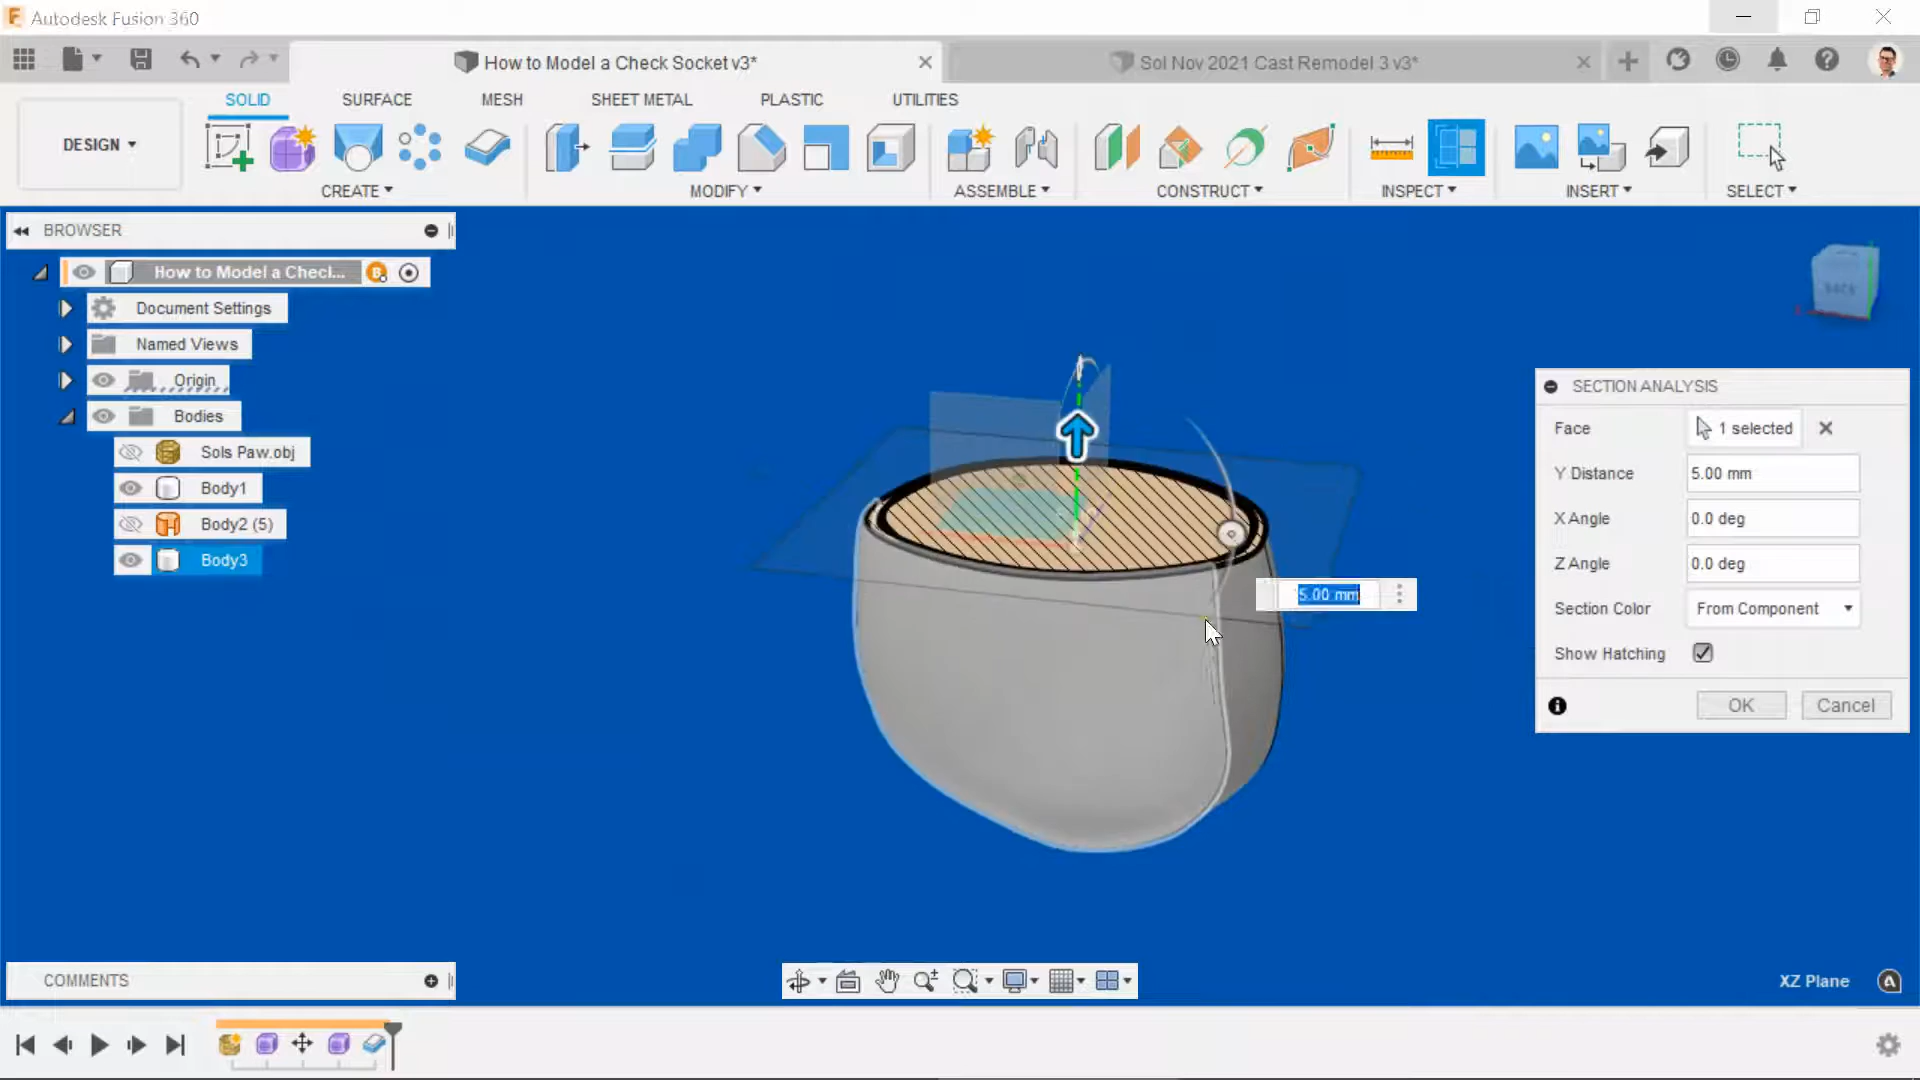 Autodesk Fusion 360
How to Model a Check Socket v3*
Sol Nov 2021 Cast Remodel 3 v3*
SOLID
SURFACE
MESH
SHEET METAL
PLASTIC
UTILITIES
DESIGN
CREATE
MODIFY
ASSEMBLE
CONSTRUCT
INSPECT
INSERT
SELECT
BROWSER
How to Model a Checl...
Document Settings
Named Views
Origin
Bodies
Sols Paw.obj
Body1
Body2 (5)
Body3
BACK
5.00 mm
SECTION ANALYSIS
Face
1 selected
Y Distance
5.00 mm
X Angle
0.0 deg
Z Angle
0.0 deg
Section Color
From Component
Show Hatching
OK
Cancel
COMMENTS
XZ Plane